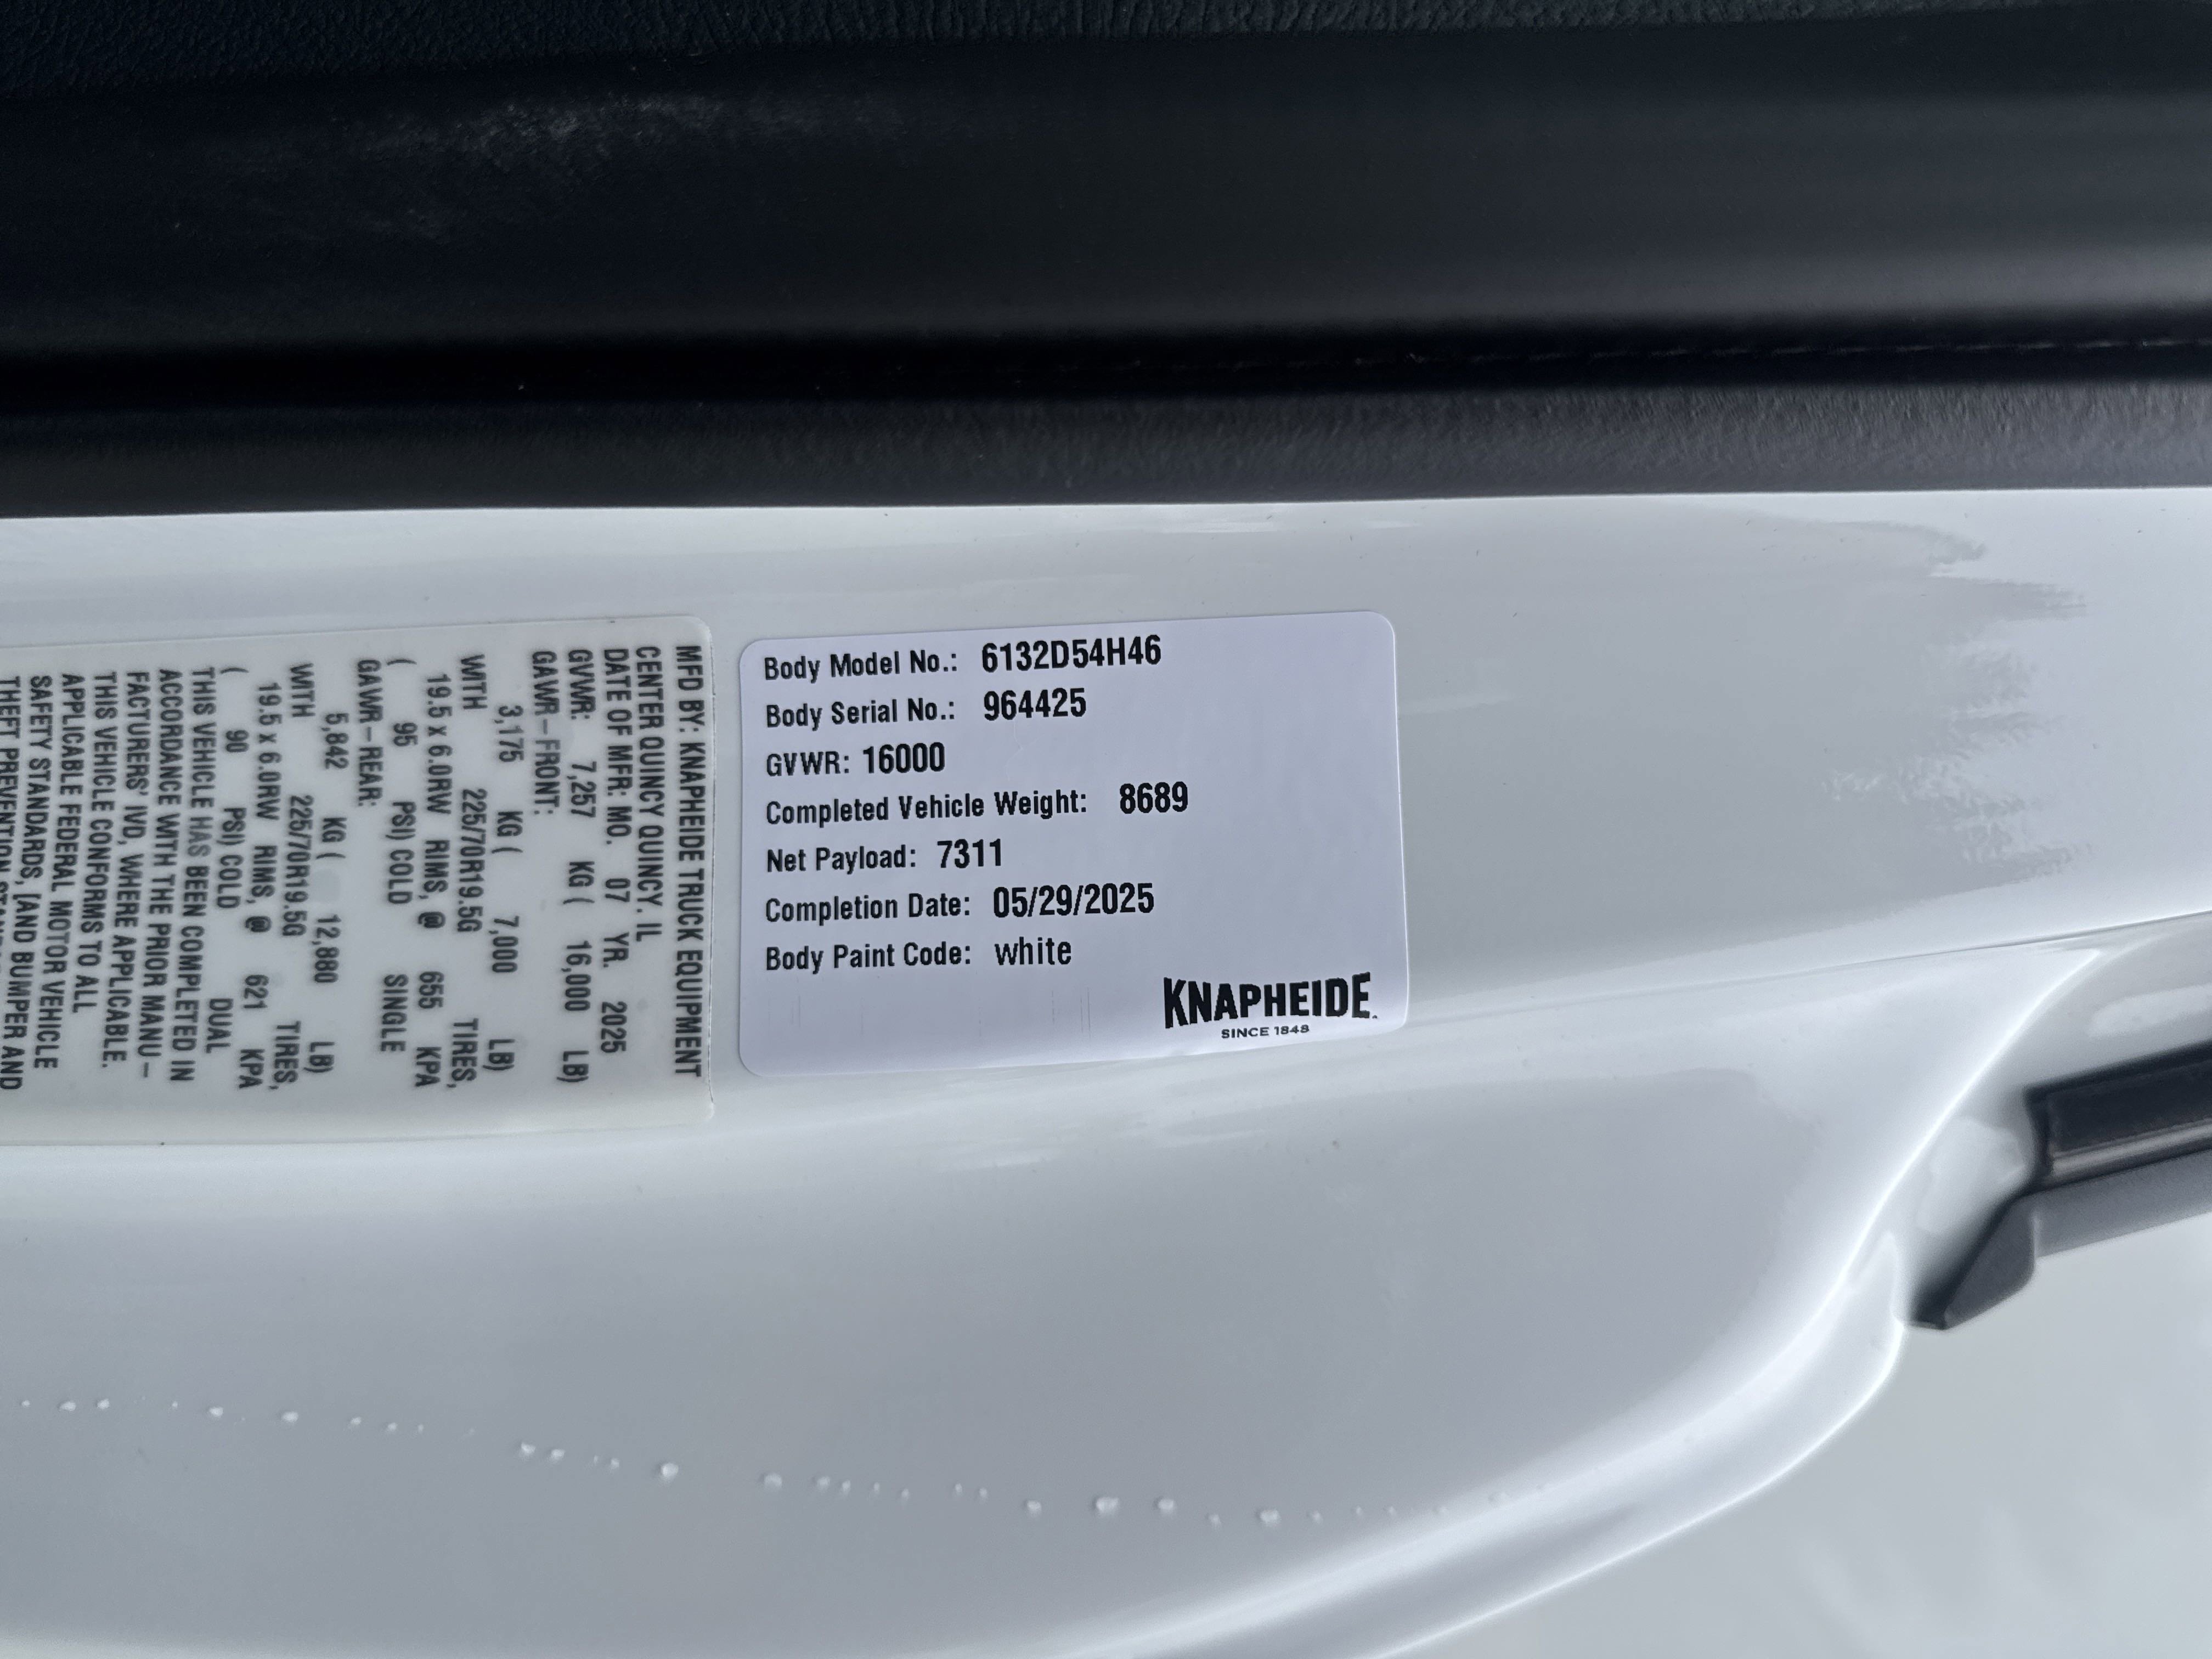 Body Model No.: 6132D54H46
Body Serial No.: 964425
GVWR: 16000
Completed Vehicle Weight: 8689
Net Payload: 7311
Completion Date: 05/29/2025
Body Paint Code: white
KNAPHEIDE
SINCE 1848
MFD BY: KNAPHEIDE TRUCK EQUIPMENT
CENTER QUINCY QUINCY, IL
DATE OF MFR: MO. 07 YR. 2025
GVWR: 7,257 KG ( 16,000 LB)
GAWR-FRONT:
3,175 KG ( 7,000 LB)
WITH 225/70R19.5G TIRES,
19.5 x 6.0RW RIMS, @ 655 KPA
( 95 PSI) COLD SINGLE
GAWR-REAR:
5,842 KG ( 12,880 LB)
WITH 225/70R19.5G TIRES,
19.5 x 6.0RW RIMS, @ 621 KPA
( 90 PSI) COLD DUAL
THIS VEHICLE HAS BEEN COMPLETED IN
ACCORDANCE WITH THE PRIOR MANU-
FACTURERS' IVD, WHERE APPLICABLE.
THIS VEHICLE CONFORMS TO ALL
APPLICABLE FEDERAL MOTOR VEHICLE
SAFETY STANDARDS, [AND BUMPER AND
THEFT PREVENTION